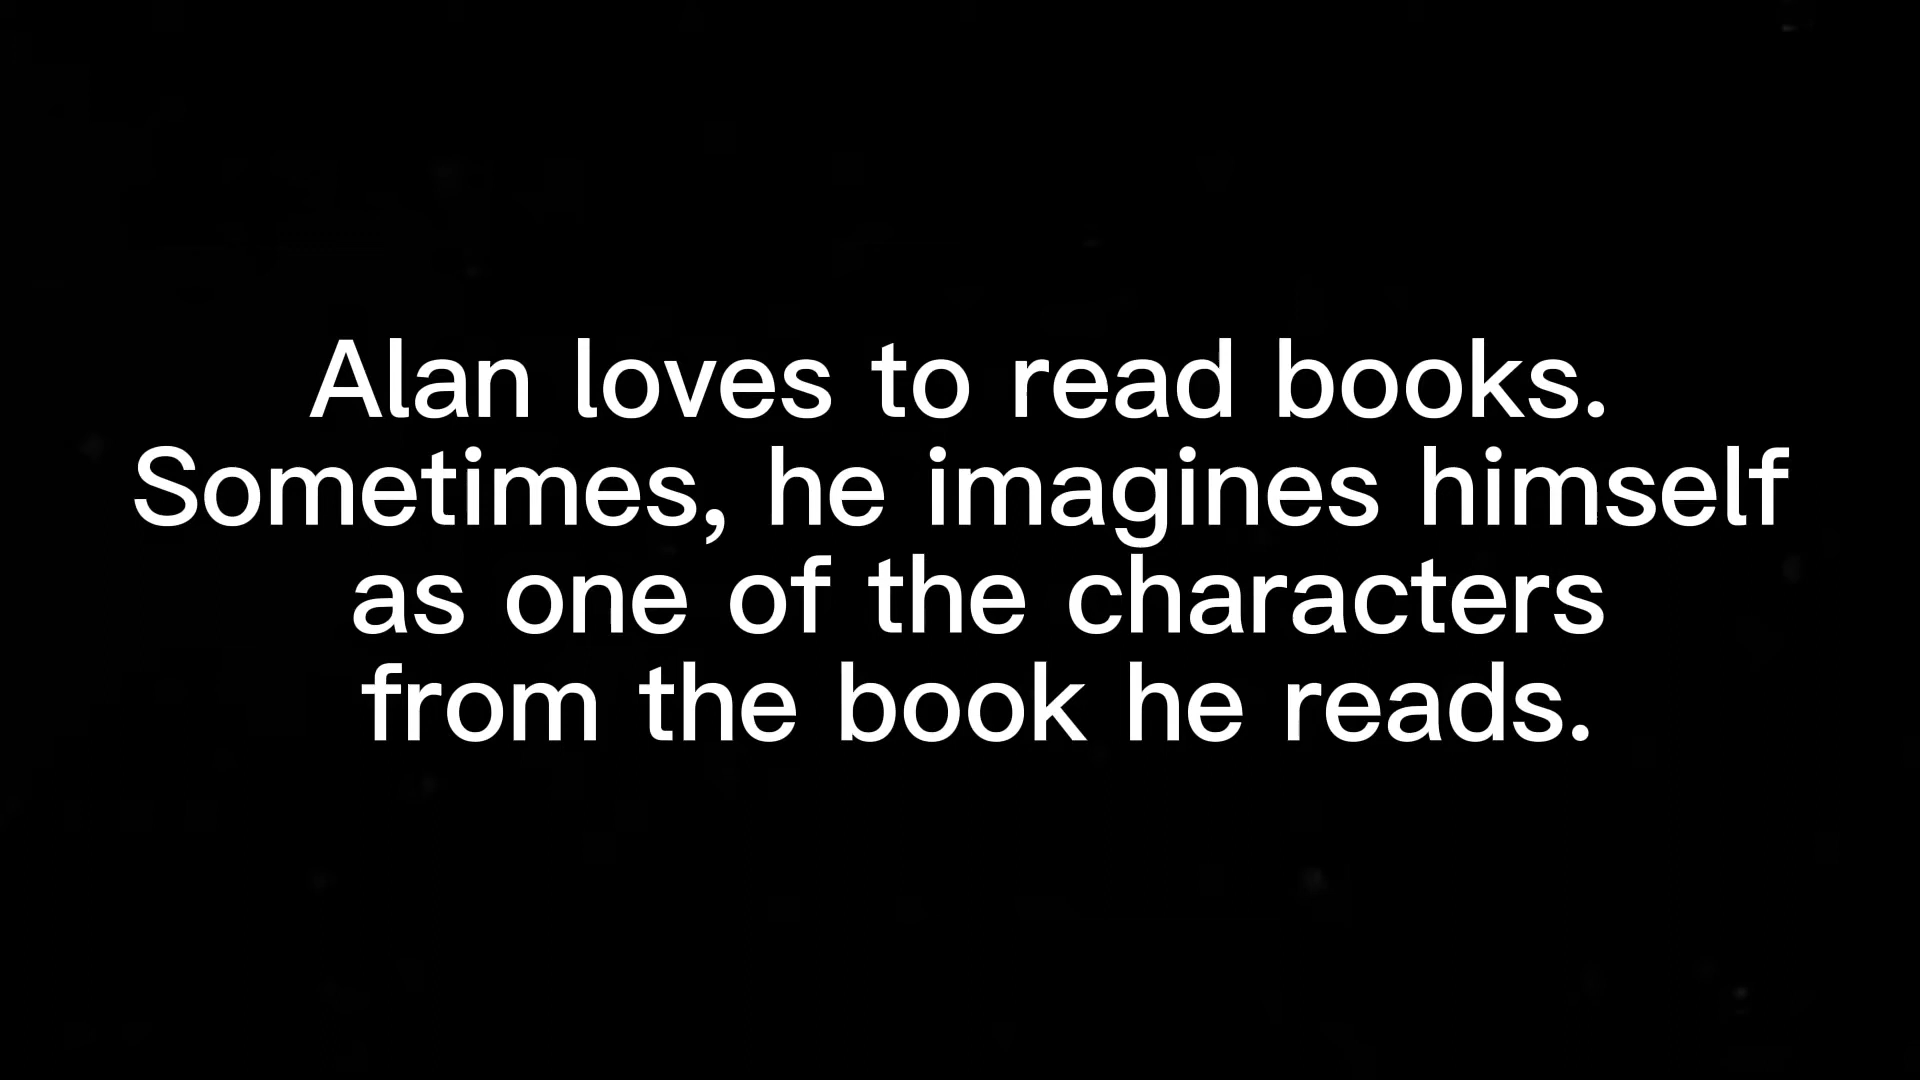 Alan loves to read books.
Sometimes, he imagines himself
as one of the characters
from the book he reads.